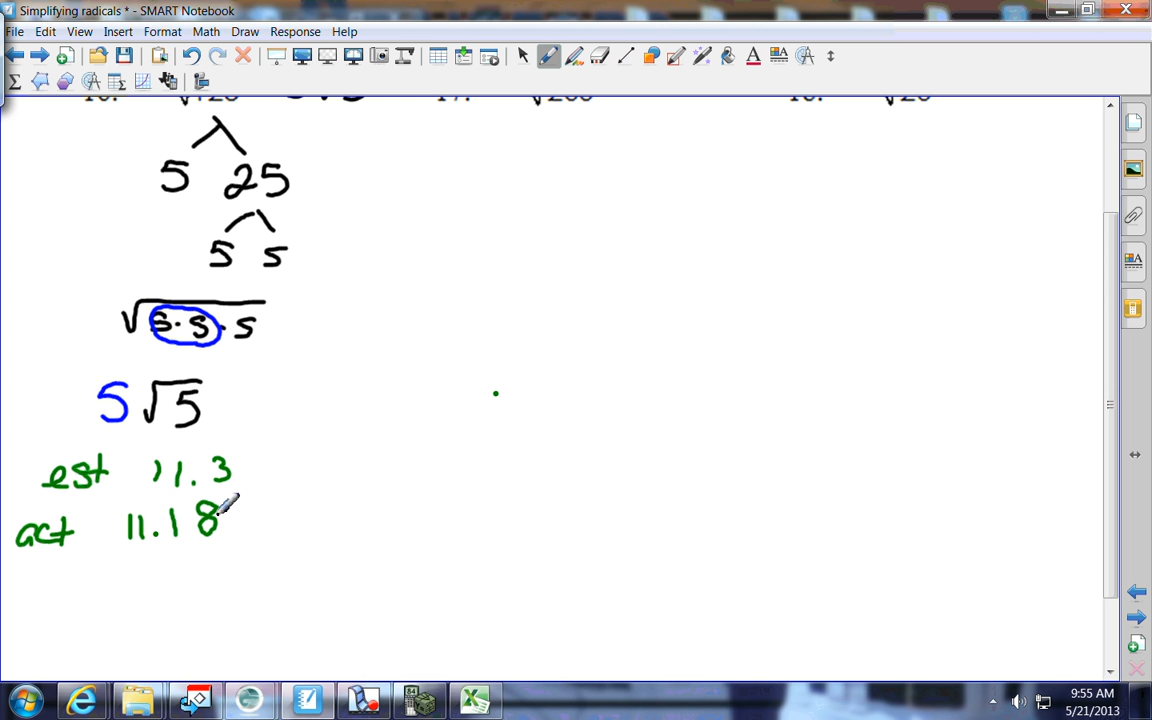 Simplifying radicals * - SMART Notebook
File Edit View Insert Format Math Draw Response Help
5 25
5 5
√5·5·5
5√5
est 11.3
act 11.18
9:55 AM
5/21/2013